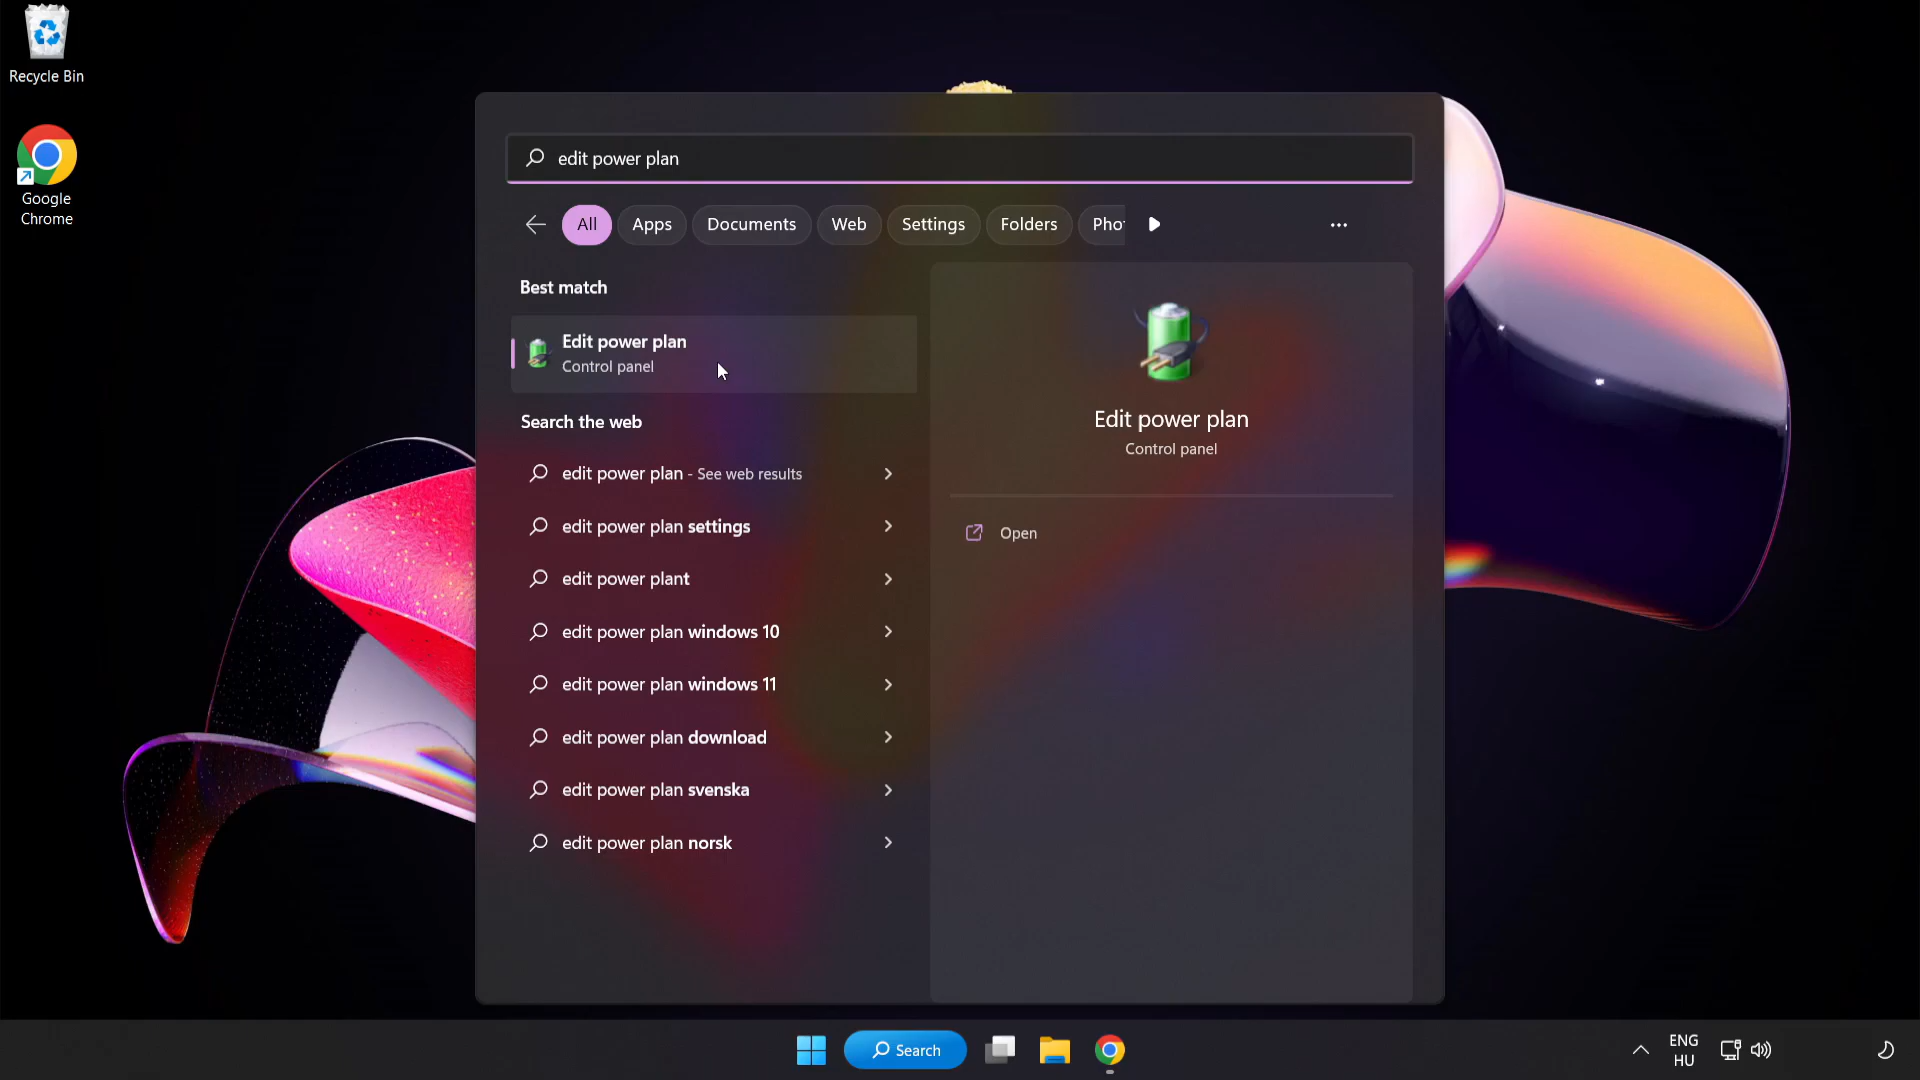 Recycle Bin
Google
Chrome
edit power plan
All
Apps
Documents
Web
Settings
Folders
Pho
Best match
Edit power plan
Control panel
Search the web
edit power plan - See web results
edit power plan settings
edit power plant
edit power plan windows 10
edit power plan windows 11
edit power plan download
edit power plan svenska
edit power plan norsk
Edit power plan
Control panel
Open
Search
ENG
HU